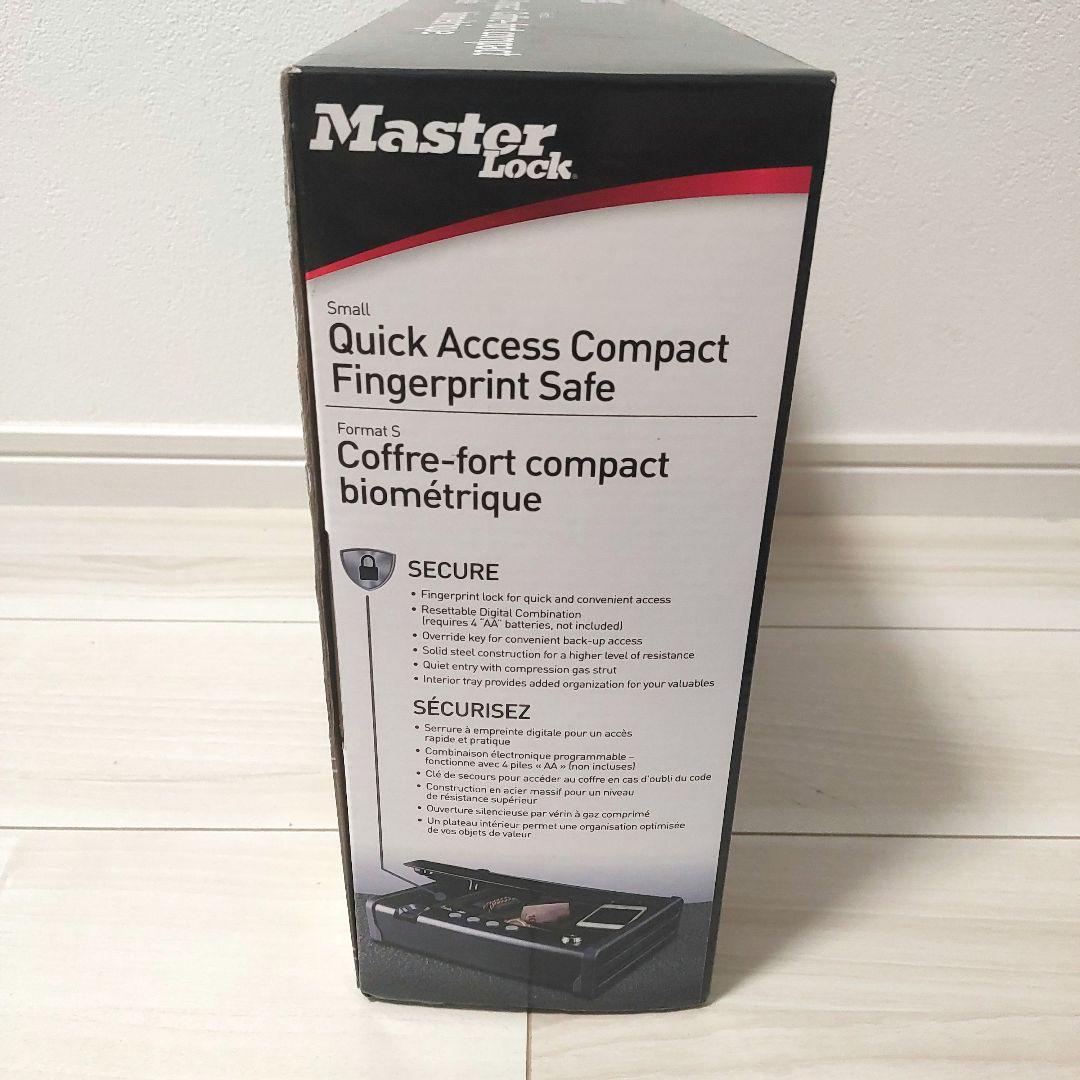 Master
Lock
Small
Quick Access Compact
Fingerprint Safe
Format S
Coffre-fort compact
biométrique
SECURE
• Fingerprint lock for quick and convenient access
• Resettable Digital Combination
(requires 4 "AA" batteries, not included)
• Override key for convenient back-up access
• Solid steel construction for a higher level of resistance
• Quiet entry with compression gas strut
• Interior tray provides added organization for your valuables
SÉCURISEZ
• Serrure à empreinte digitale pour un accès
rapide et pratique
• Combinaison électronique programmable –
fonctionne avec 4 piles « AA » (non incluses)
• Clé de secours pour accéder au coffre en cas d'oubli du code
• Construction en acier massif pour un niveau
de résistance supérieur
• Ouverture silencieuse par vérin à gaz comprimé
• Un plateau intérieur permet une organisation optimisée
de vos objets de valeur